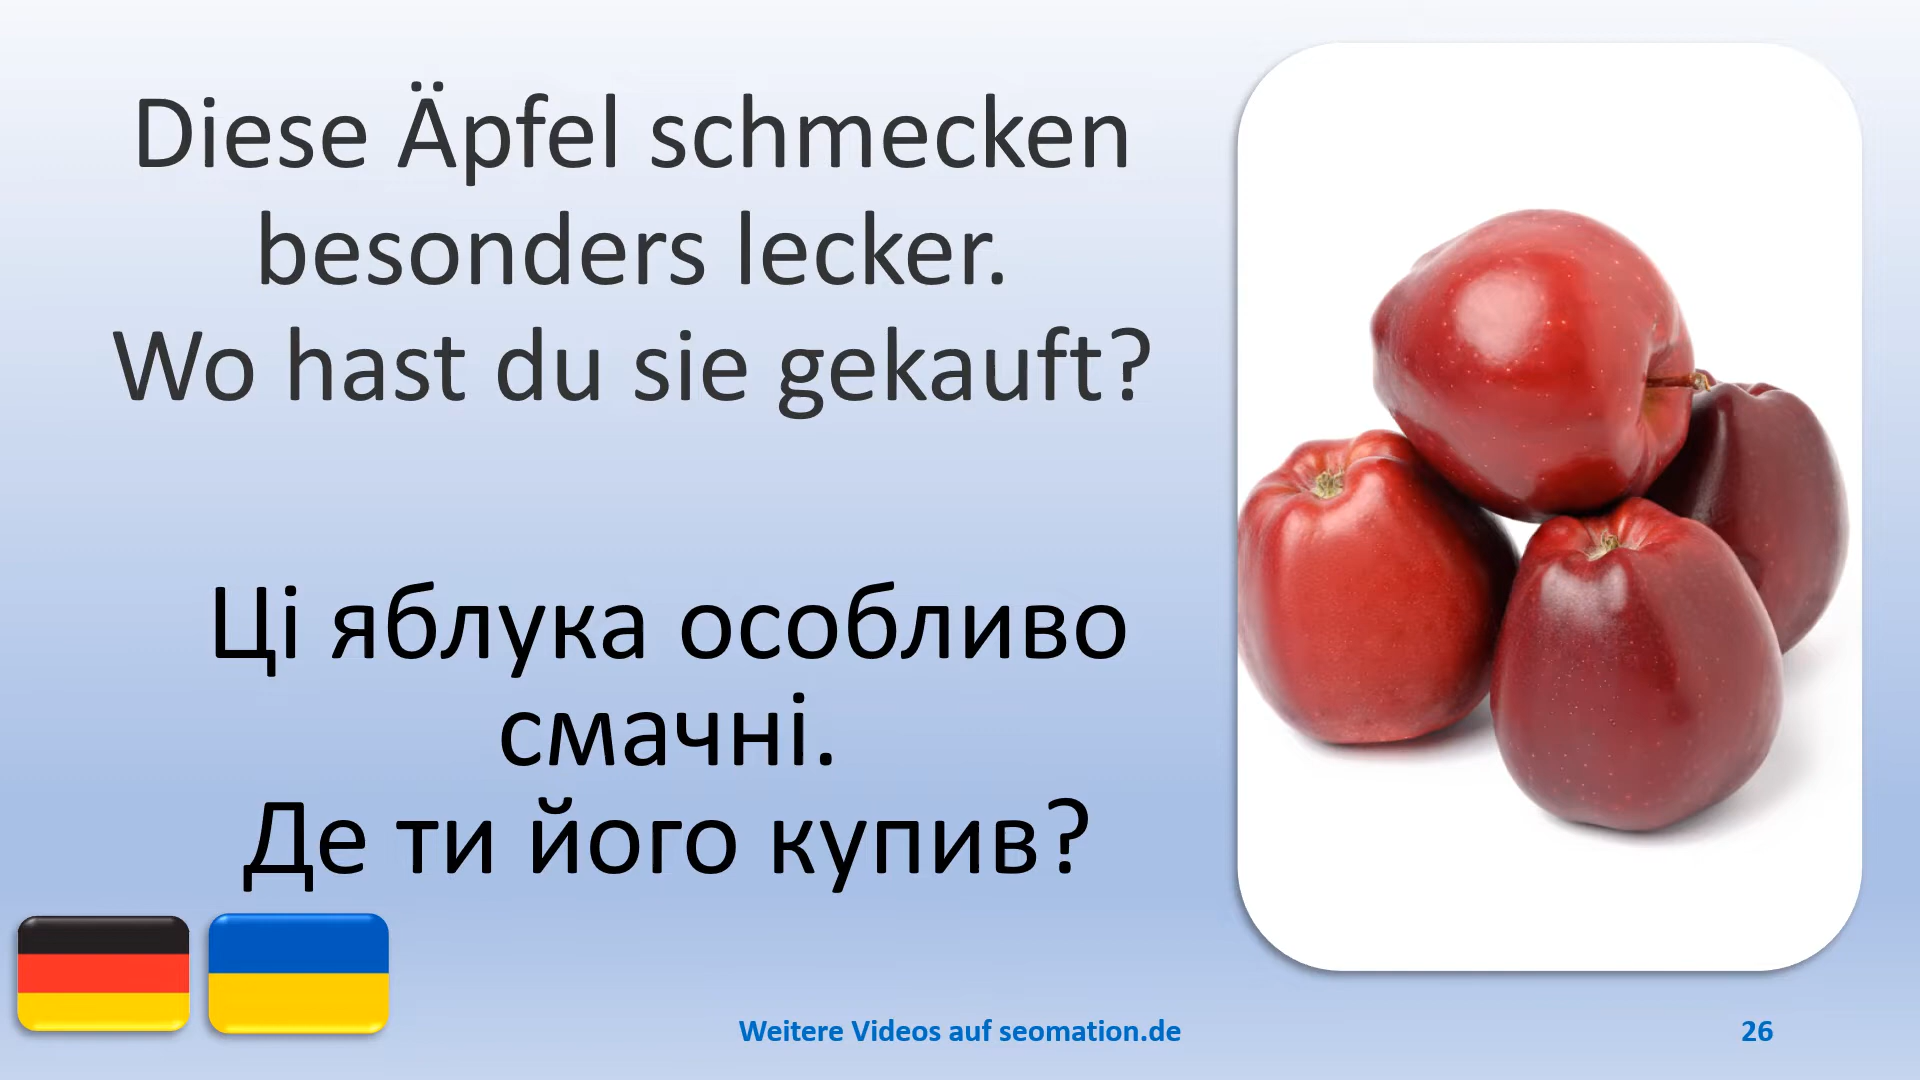 Diese Äpfel schmecken
besonders lecker.
Wo hast du sie gekauft?
Ці яблука особливо
смачні.
Де ти його купив?
Weitere Videos auf seomation.de
26